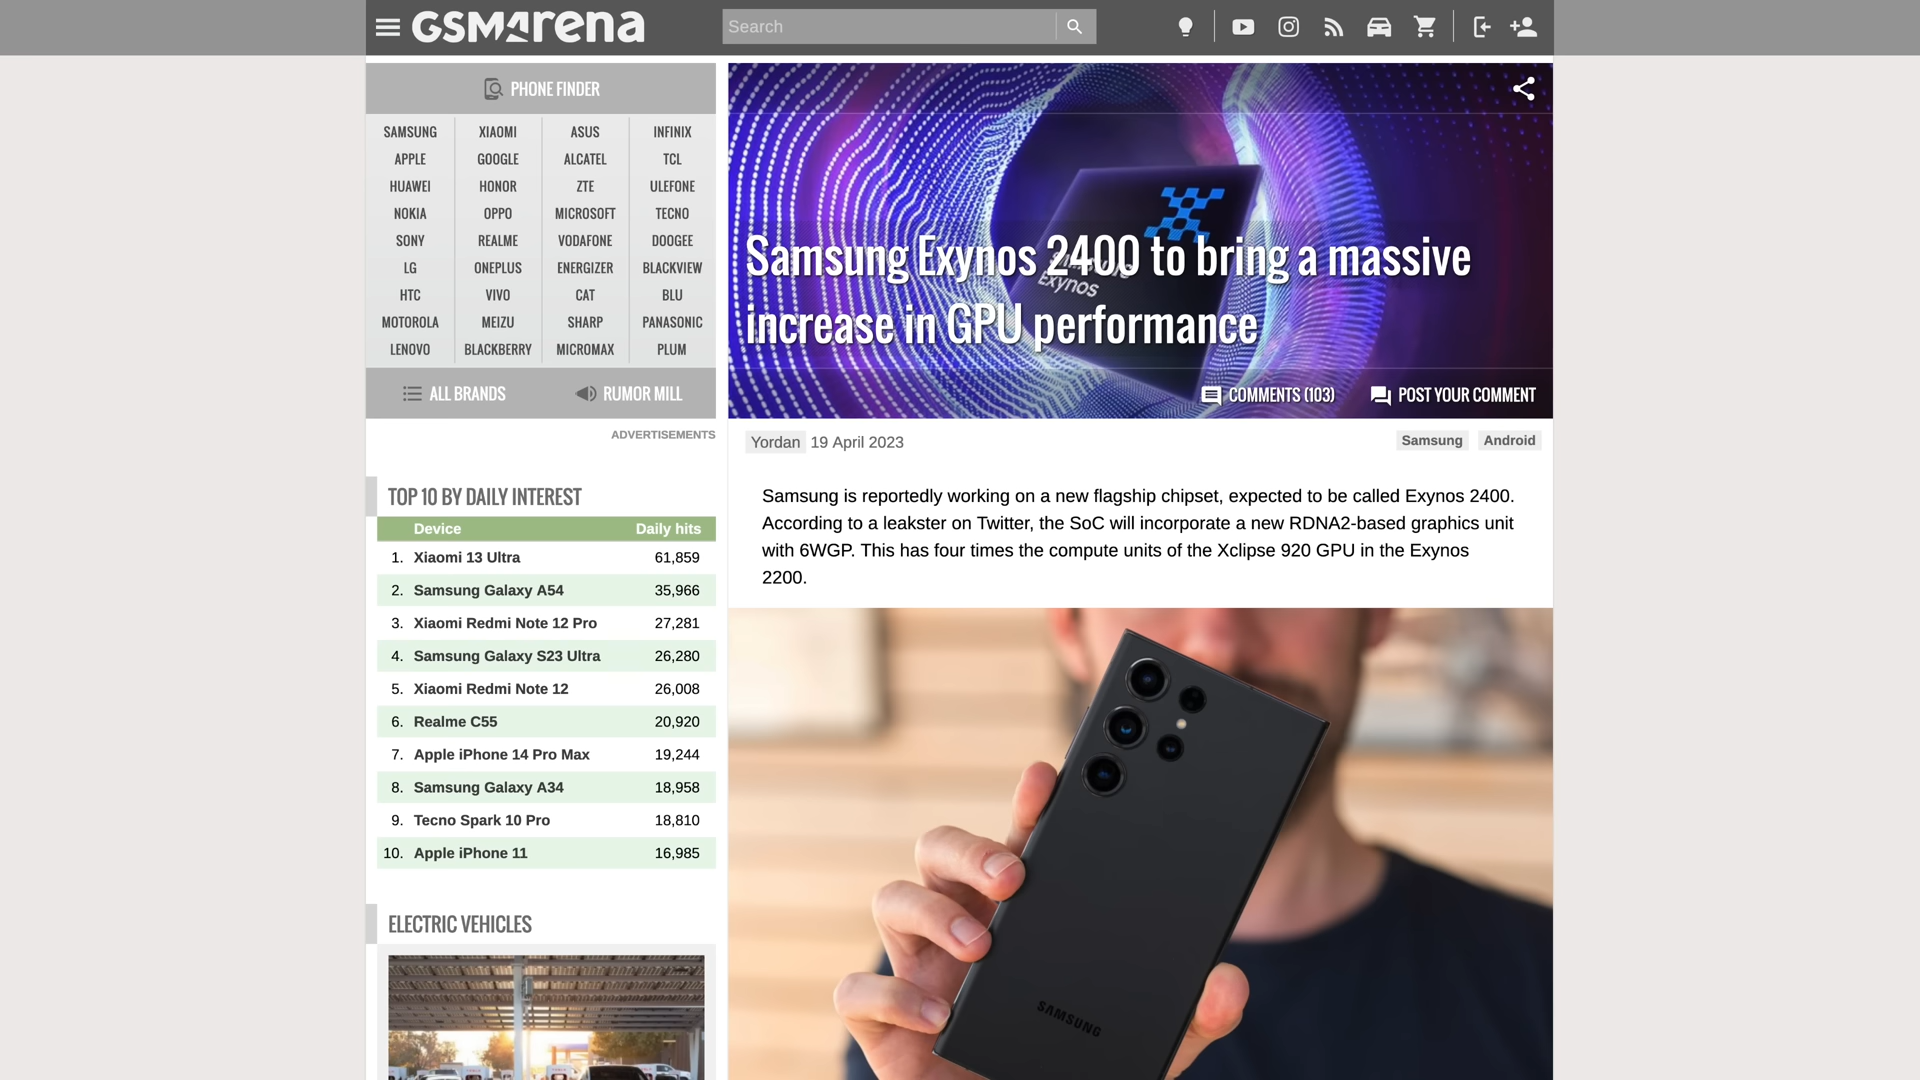 GSMArena
Search
PHONE FINDER
SAMSUNG XIAOMI ASUS INFINIX
APPLE GOOGLE ALCATEL TCL
HUAWEI HONOR ZTE ULEFONE
NOKIA OPPO MICROSOFT TECNO
SONY REALME VODAFONE DOOGEE
LG ONEPLUS ENERGIZER BLACKVIEW
HTC VIVO CAT BLU
MOTOROLA MEIZU SHARP PANASONIC
LENOVO BLACKBERRY MICROMAX PLUM
ALL BRANDS RUMOR MILL
ADVERTISEMENTS
TOP 10 BY DAILY INTEREST
Device Daily hits
1. Xiaomi 13 Ultra 61,859
2. Samsung Galaxy A54 35,966
3. Xiaomi Redmi Note 12 Pro 27,281
4. Samsung Galaxy S23 Ultra 26,280
5. Xiaomi Redmi Note 12 26,008
6. Realme C55 20,920
7. Apple iPhone 14 Pro Max 19,244
8. Samsung Galaxy A34 18,958
9. Tecno Spark 10 Pro 18,810
10. Apple iPhone 11 16,985
ELECTRIC VEHICLES
Samsung Exynos 2400 to bring a massive
increase in GPU performance
Exynos
COMMENTS (103) POST YOUR COMMENT
Yordan 19 April 2023
Samsung Android
Samsung is reportedly working on a new flagship chipset, expected to be called Exynos 2400.
According to a leakster on Twitter, the SoC will incorporate a new RDNA2-based graphics unit
with 6WGP. This has four times the compute units of the Xclipse 920 GPU in the Exynos
2200.
SAMSUNG